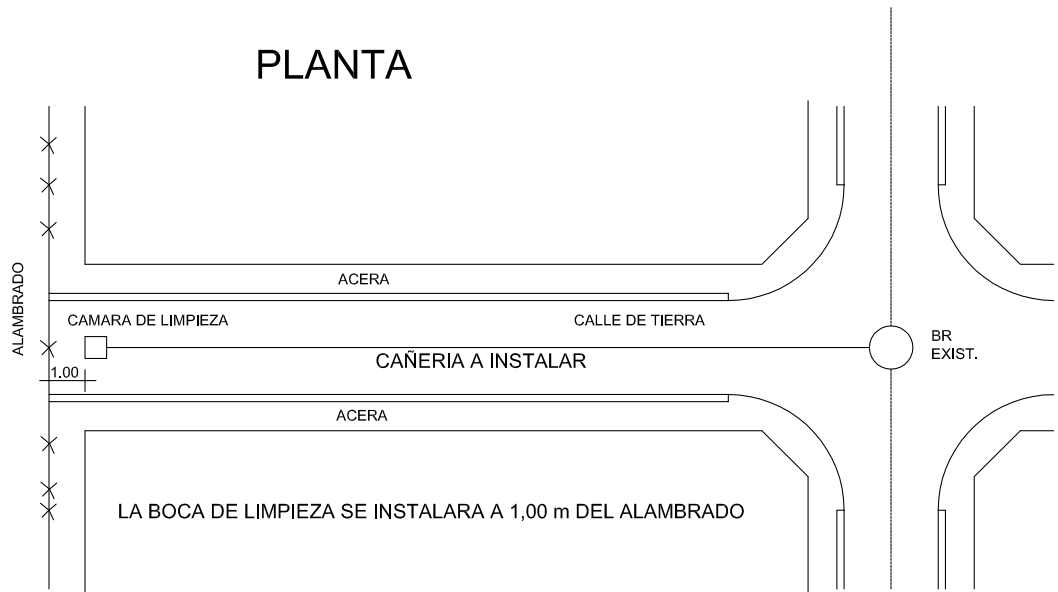 PLANTA
ACERA
ALAMBRADO
CAMARA DE LIMPIEZA
CALLE DE TIERRA
BR
EXIST.
CAÑERIA A INSTALAR
1.00
ACERA
LA BOCA DE LIMPIEZA SE INSTALARA A 1,00 m DEL ALAMBRADO